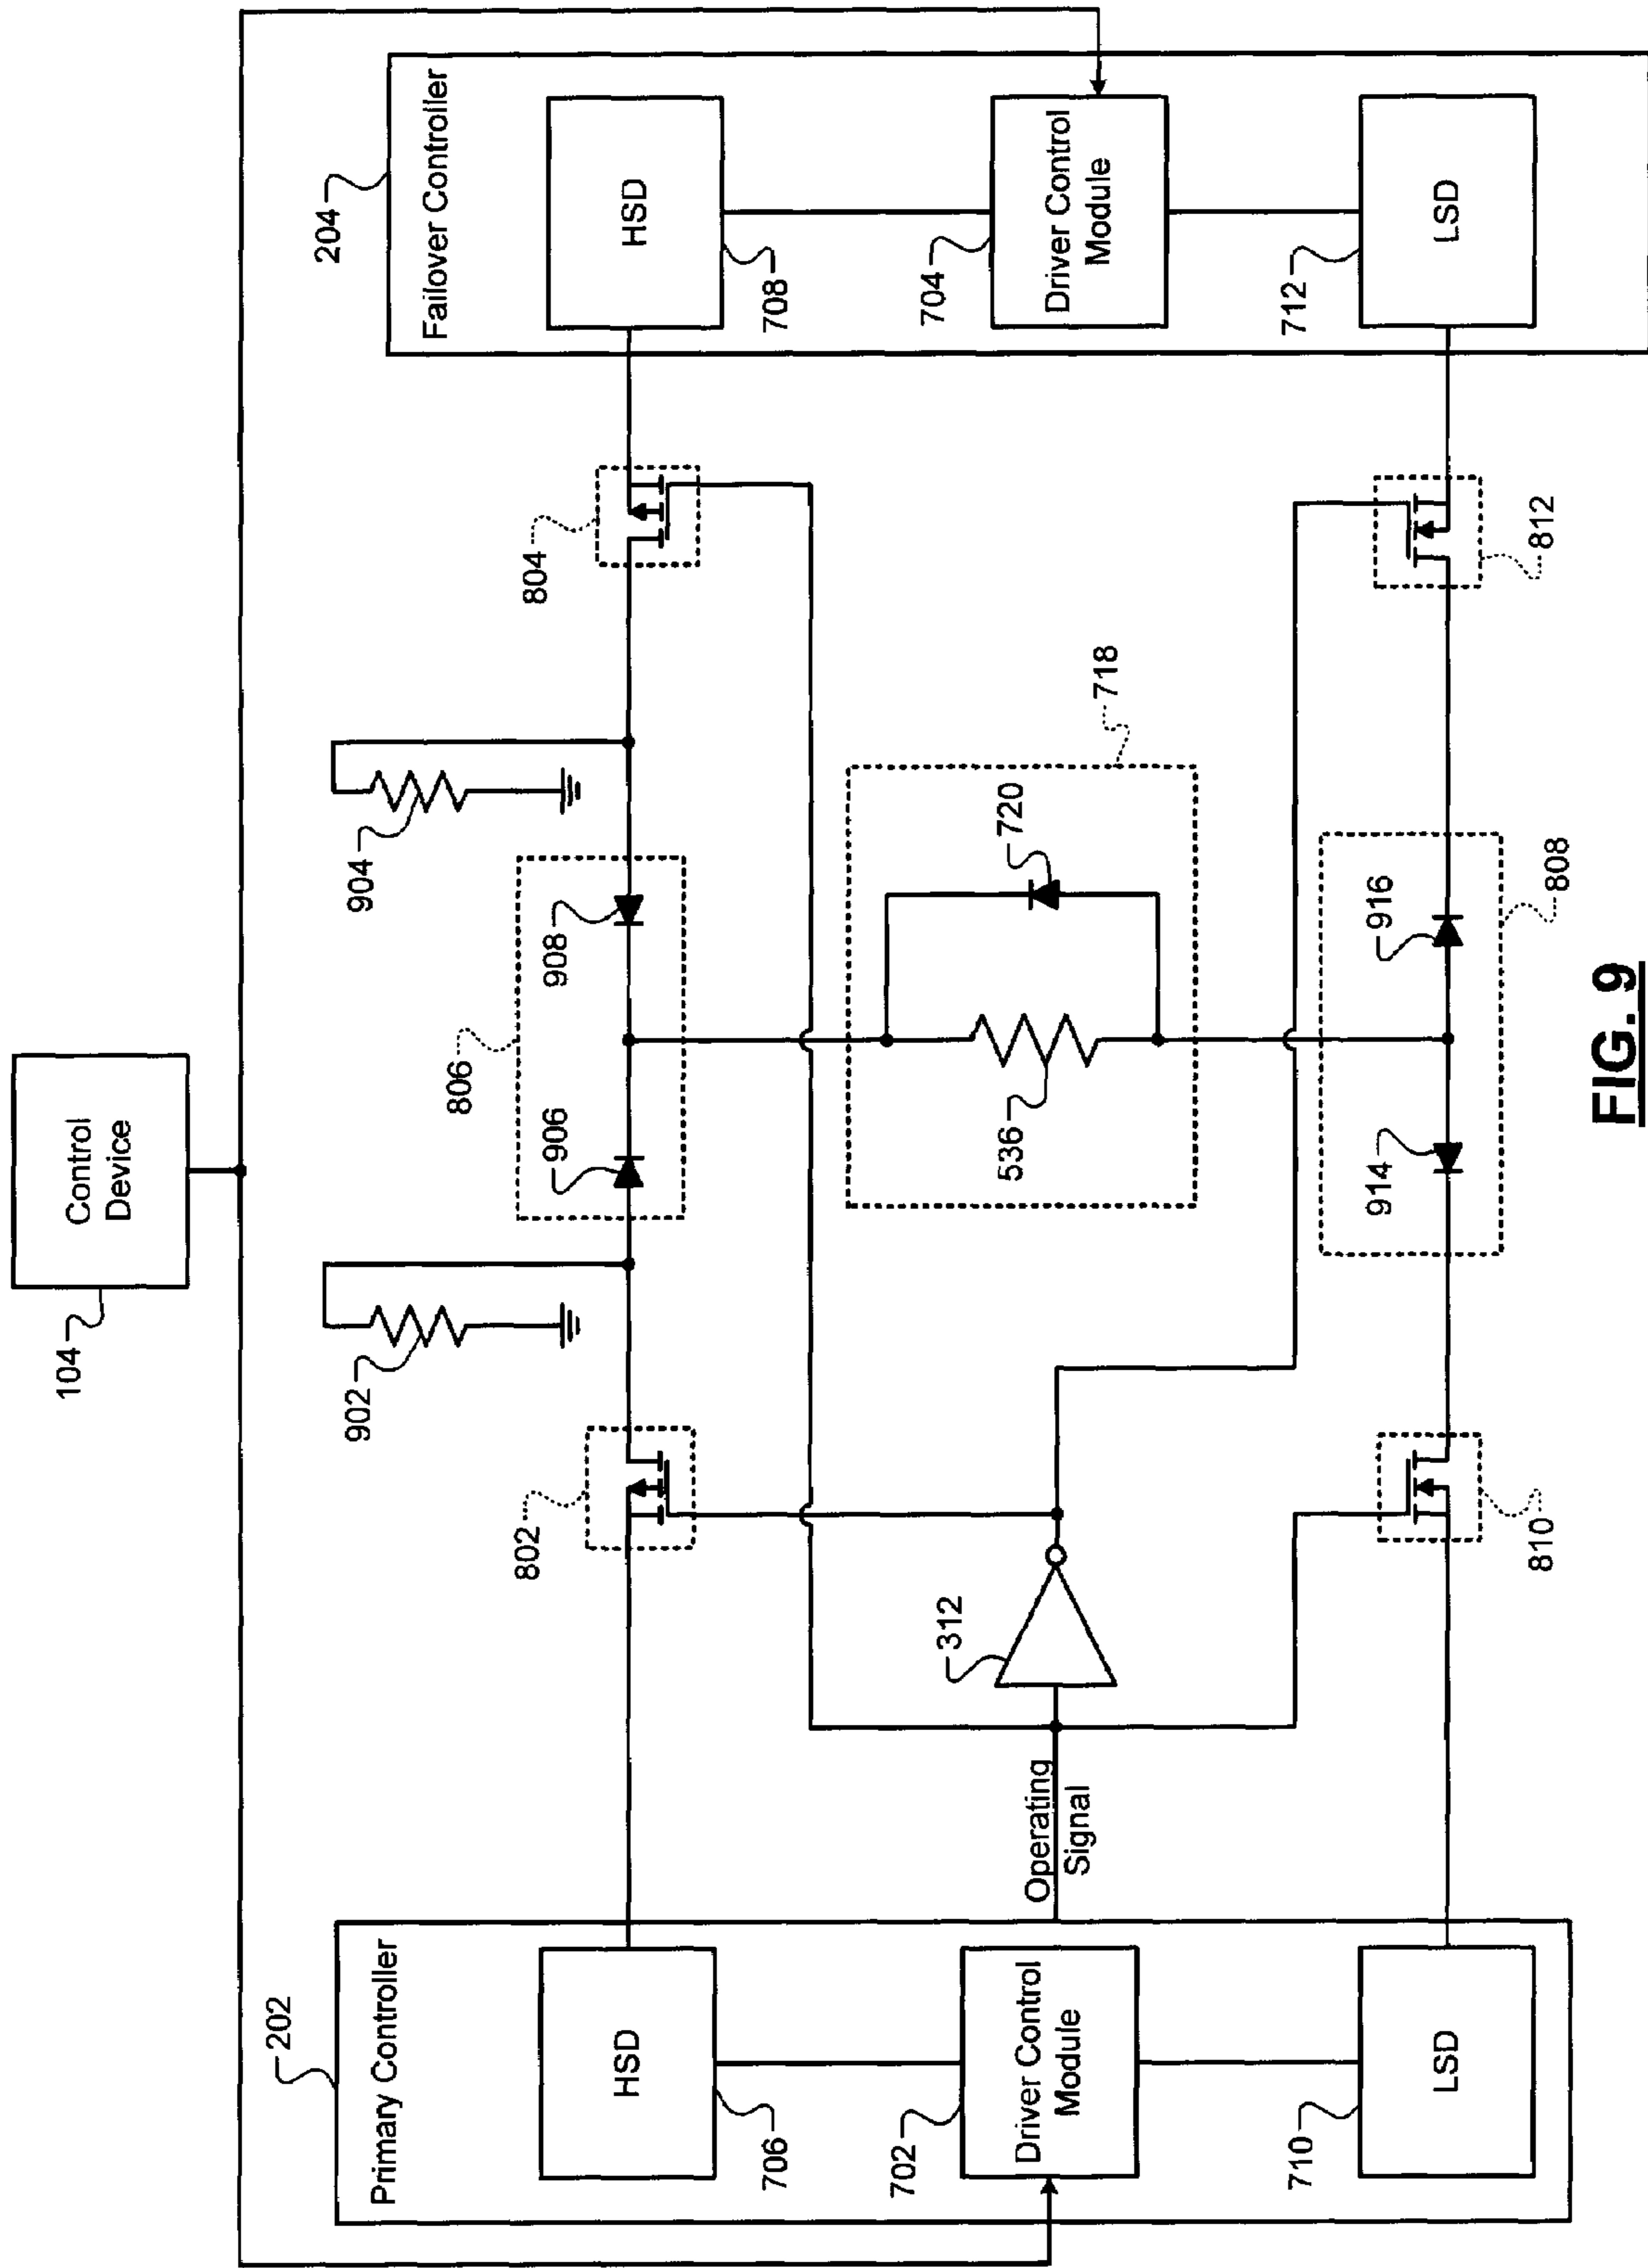 104
Control
Device
202
Primary Controller
204
Failover Controller
HSD
706
802
902
906
806
908
904
804
HSD
708
Operating
Signal
312
536
720
718
702
Driver Control
Module
704
Driver Control
Module
710
LSD
810
914
916
808
812
712
LSD
FIG. 9